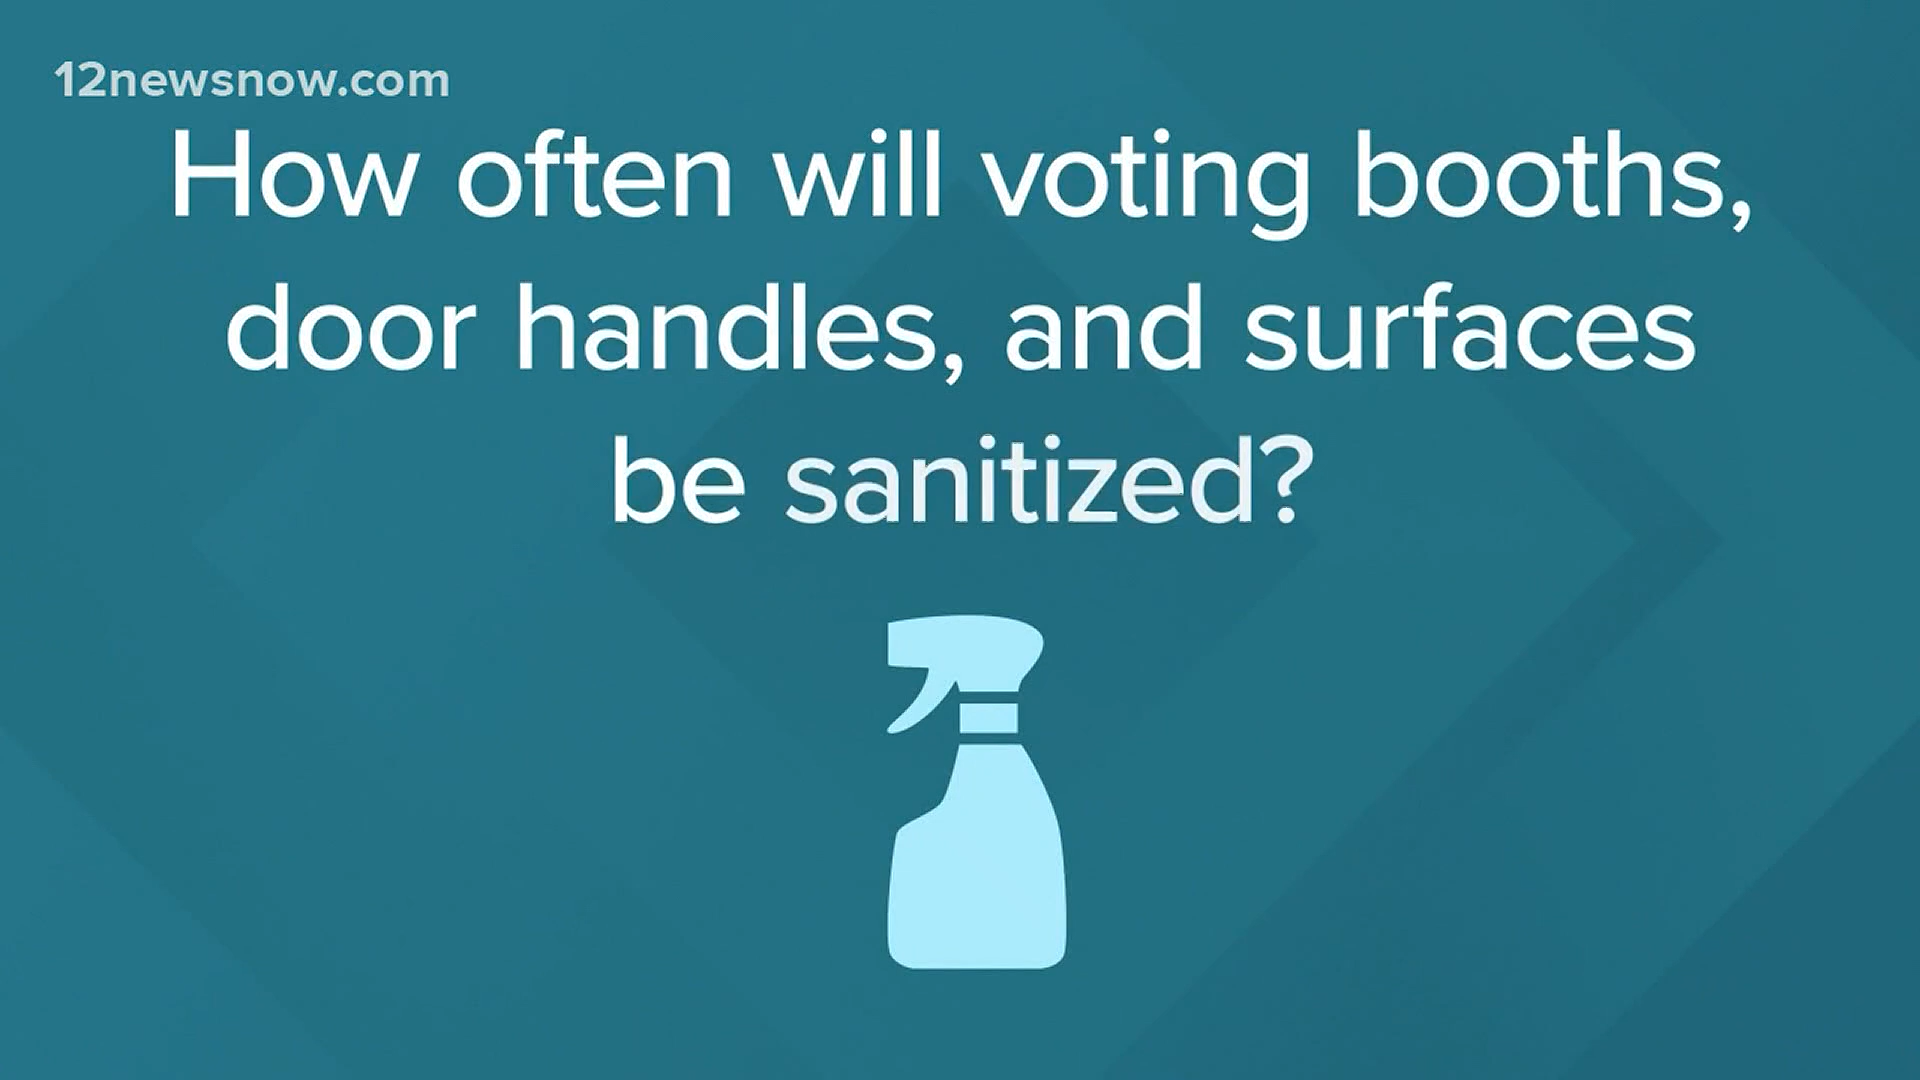 12newsnow.com
How often will voting booths,
door handles, and surfaces
be sanitized?